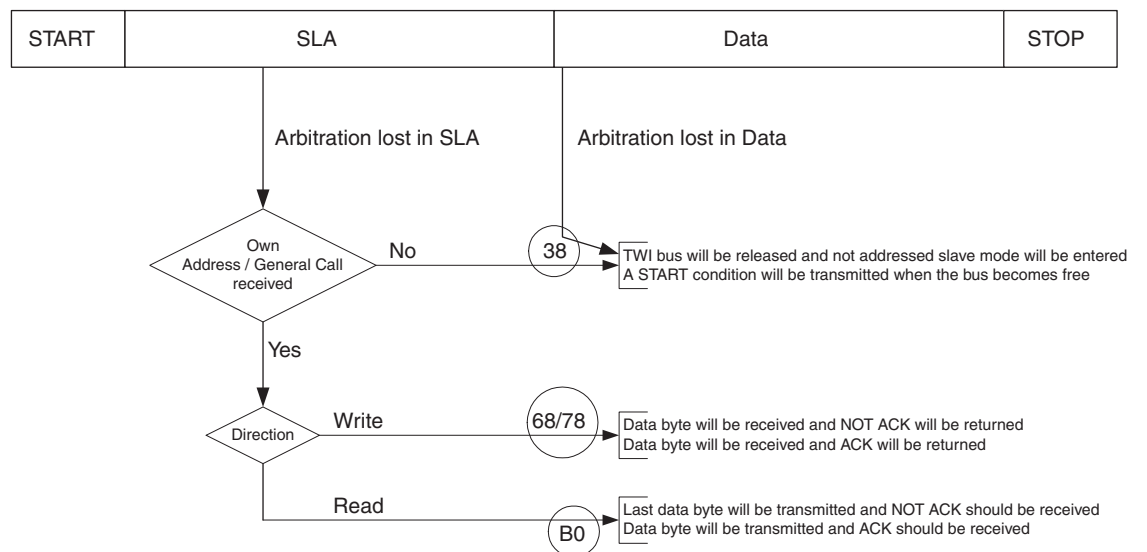 START SLA Data STOP
Arbitration lost in SLA Arbitration lost in Data
Own
Address / General Call
received
No
38
TWI bus will be released and not addressed slave mode will be entered
A START condition will be transmitted when the bus becomes free
Yes
Direction
Write
68/78
Data byte will be received and NOT ACK will be returned
Data byte will be received and ACK will be returned
Read
B0
Last data byte will be transmitted and NOT ACK should be received
Data byte will be transmitted and ACK should be received